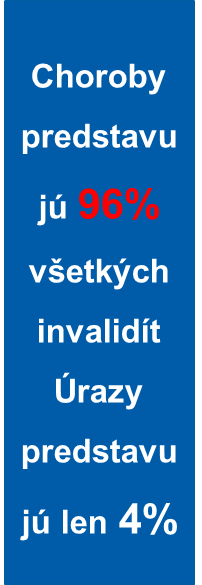 Choroby
predstavu
jú 96%
všetkých
invalidít
Úrazy
predstavu
jú len 4%